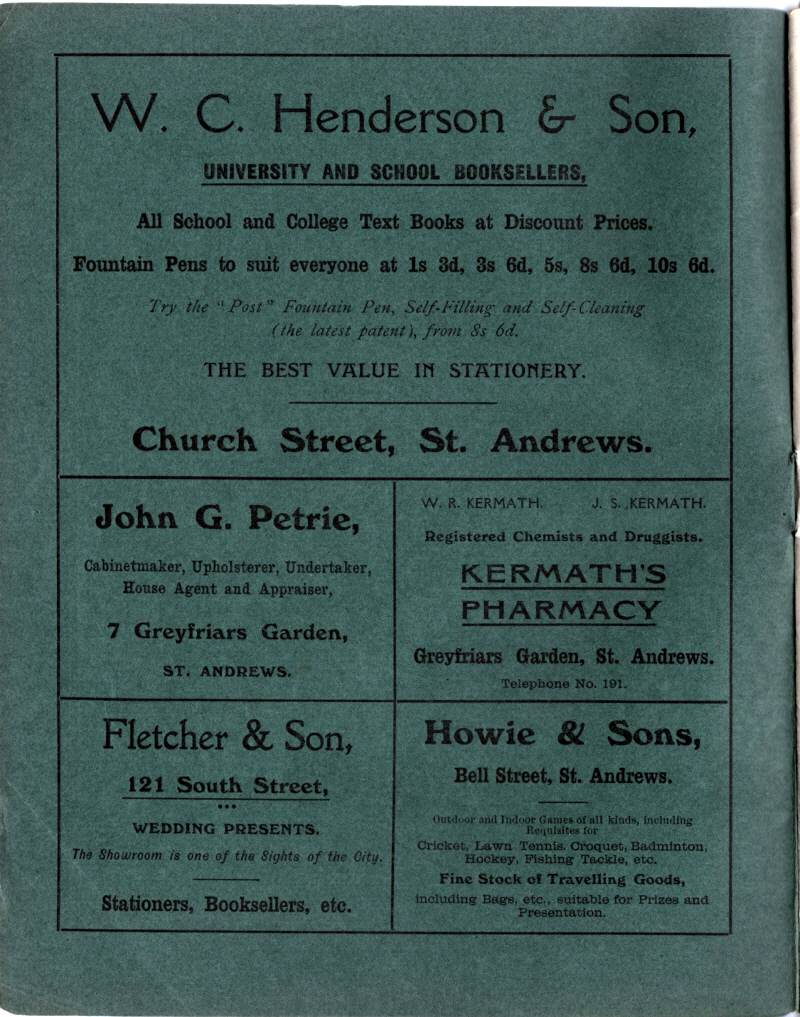 W. C. Henderson & Son,
UNIVERSITY AND SCHOOL BOOKSELLERS,
All School and College Text Books at Discount Prices.
Fountain Pens to suit everyone at 1s 3d, 3s 6d, 5s, 8s 6d, 10s 6d.
Try the "Post" Fountain Pen, Self-Filling and Self-Cleaning
(the latest patent), from 8s 6d.
THE BEST VALUE IN STATIONERY.
Church Street, St. Andrews.
John G. Petrie,
Cabinetmaker, Upholsterer, Undertaker,
House Agent and Appraiser,
7 Greyfriars Garden,
ST. ANDREWS.
W. R. KERMATH. J. S. KERMATH.
Registered Chemists and Druggists.
KERMATH'S
PHARMACY
Greyfriars Garden, St. Andrews.
Telephone No. 191.
Fletcher & Son,
121 South Street,
WEDDING PRESENTS.
The Showroom is one of the Sights of the City.
Stationers, Booksellers, etc.
Howie & Sons,
Bell Street, St. Andrews.
Outdoor and Indoor Games of all kinds, including
Requisites for
Cricket, Lawn Tennis, Croquet, Badminton,
Hockey, Fishing Tackle, etc.
Fine Stock of Travelling Goods,
including Bags, etc., suitable for Prizes and
Presentation.